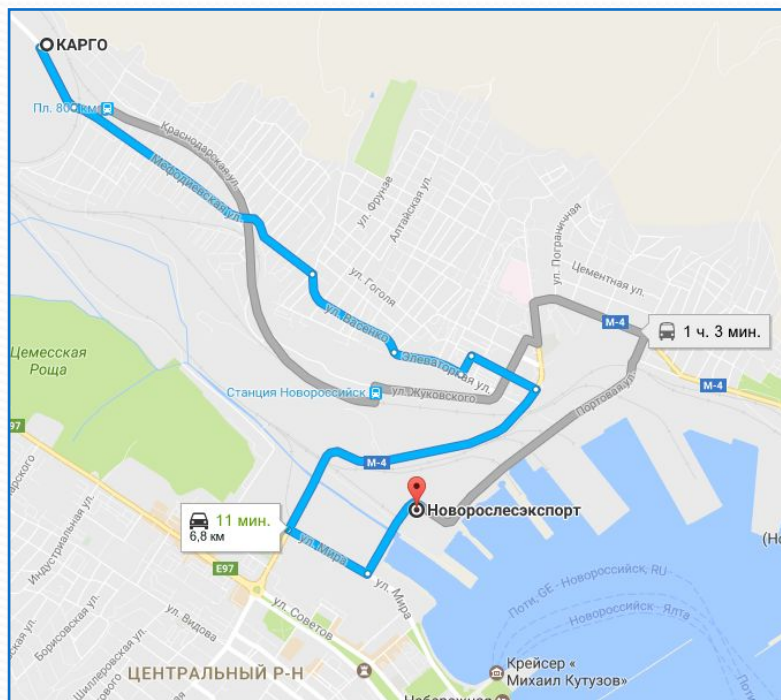 КАРГО
Пл. 800 км
Краснодарская ул.
Мефодиевская ул.
ул. Фрунзе
Алтайская ул.
ул. Пограничная
Цементная ул.
ул. Гоголя
ул. Васенко
М-4
1 ч. 3 мин.
Цемесская
Роща
Элеваторная ул.
Станция Новороссийск
ул. Жуковского
Портовая ул.
М-4
М-4
97
Новорослесэкспорт
11 мин.
6,8 км
ул. Мира
Индустриальная ул.
E97
ул. Мира
ул. Советов
ул. Видова
Борисовская ул.
Шиллеровская ул.
Поти, GE - Новороссийск, RU
Новороссийск - Ялта
(Но
ЦЕНТРАЛЬНЫЙ Р-Н
Крейсер «
Михаил Кутузов»